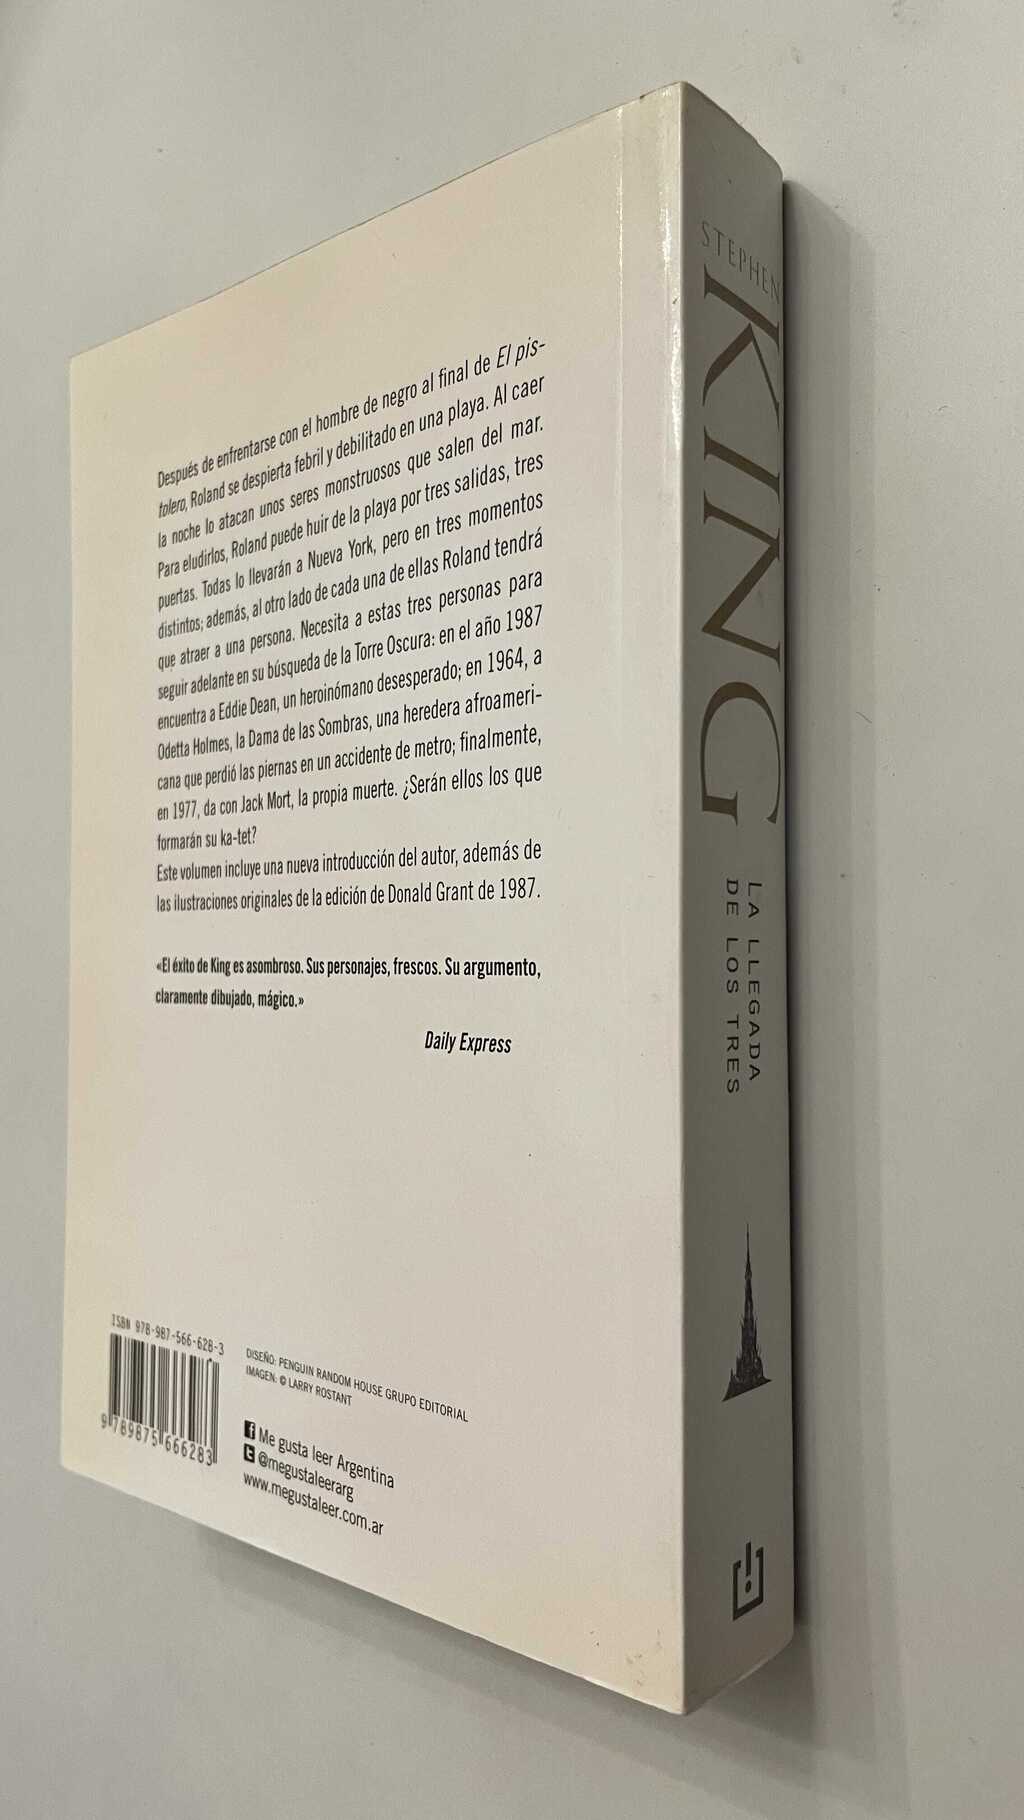 Después de enfrentarse con el hombre de negro al final de El pis-
tolero, Roland se despierta febril y debilitado en una playa. Al caer
la noche lo atacan unos seres monstruosos que salen del mar.
Para eludirlos, Roland puede huir de la playa por tres salidas, tres
puertas. Todas lo llevarán a Nueva York, pero en tres momentos
distintos; además, al otro lado de cada una de ellas Roland tendrá
que atraer a una persona. Necesita a estas tres personas para
seguir adelante en su búsqueda de la Torre Oscura: en el año 1987
encuentra a Eddie Dean, un heroinómano desesperado; en 1964, a
Odetta Holmes, la Dama de las Sombras, una heredera afroameri-
cana que perdió las piernas en un accidente de metro; finalmente,
en 1977, da con Jack Mort, la propia muerte. ¿Serán ellos los que
formarán su ka-tet?
Este volumen incluye una nueva introducción del autor, además de
las ilustraciones originales de la edición de Donald Grant de 1987.
«El éxito de King es asombroso. Sus personajes, frescos. Su argumento,
claramente dibujado, mágico.»
Daily Express
ISBN 978-987-566-628-3
9 789875 666283
DISEÑO: PENGUIN RANDOM HOUSE GRUPO EDITORIAL
IMAGEN: © LARRY ROSTANT
Me gusta leer Argentina
@megustaleerarg
www.megustaleer.com.ar
STEPHEN
KING
LA LLEGADA
DE LOS TRES